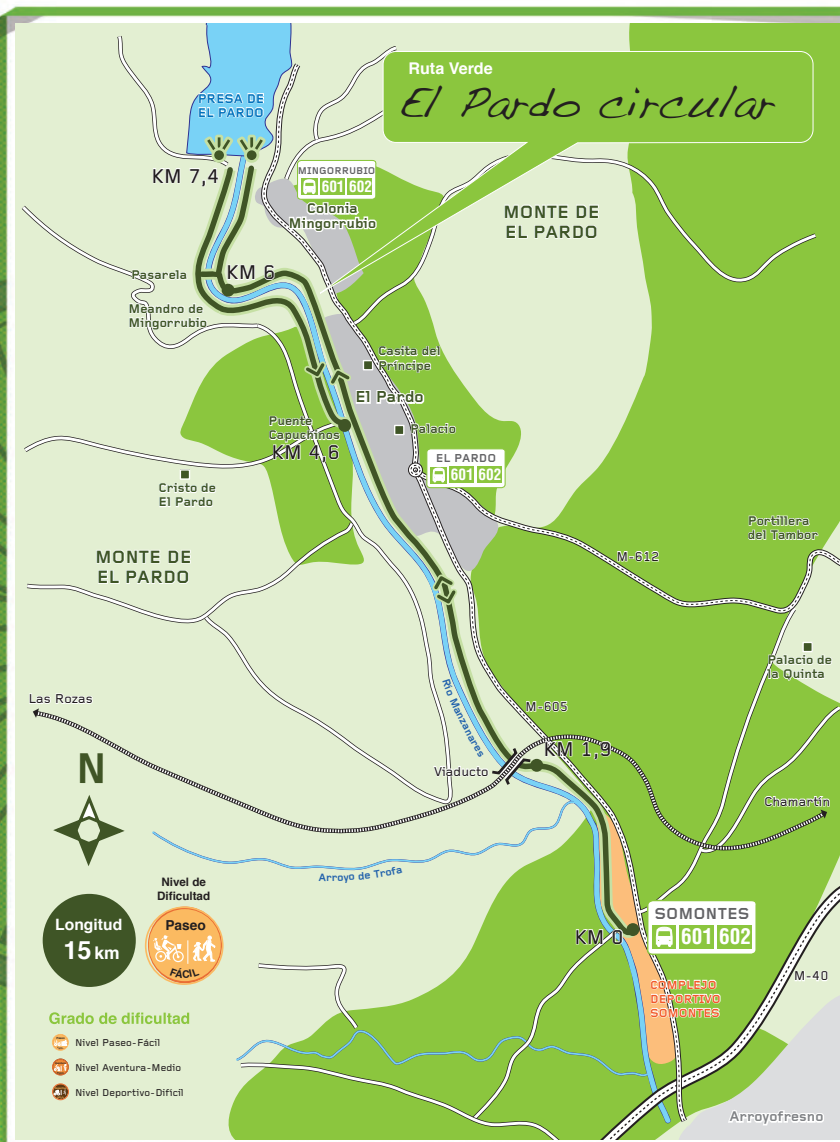 Ruta Verde
El Pardo circular
PRESA DE
EL PARDO
KM 7,4
MINGORRUBIO
601 602
Colonia
Mingorrubio
MONTE DE
EL PARDO
Pasarela
KM 6
Meandro de
Mingorrubio
Casita del
Príncipe
El Pardo
Puente
Capuchinos
KM 4,6
Palacio
EL PARDO
601 602
Cristo de
El Pardo
Portillera
del Tambor
M-612
MONTE DE
EL PARDO
Palacio de
la Quinta
Las Rozas
Río Manzanares
M-605
KM 1,9
Viaducto
N
Chamartín
Arroyo de Trofa
Nivel de
Dificultad
Longitud
15 km
Paseo
FÁCIL
SOMONTES
601 602
KM 0
M-40
COMPLEJO
DEPORTIVO
SOMONTES
Grado de dificultad
Nivel Paseo-Fácil
Nivel Aventura-Medio
Nivel Deportivo-Difícil
Arroyofresno